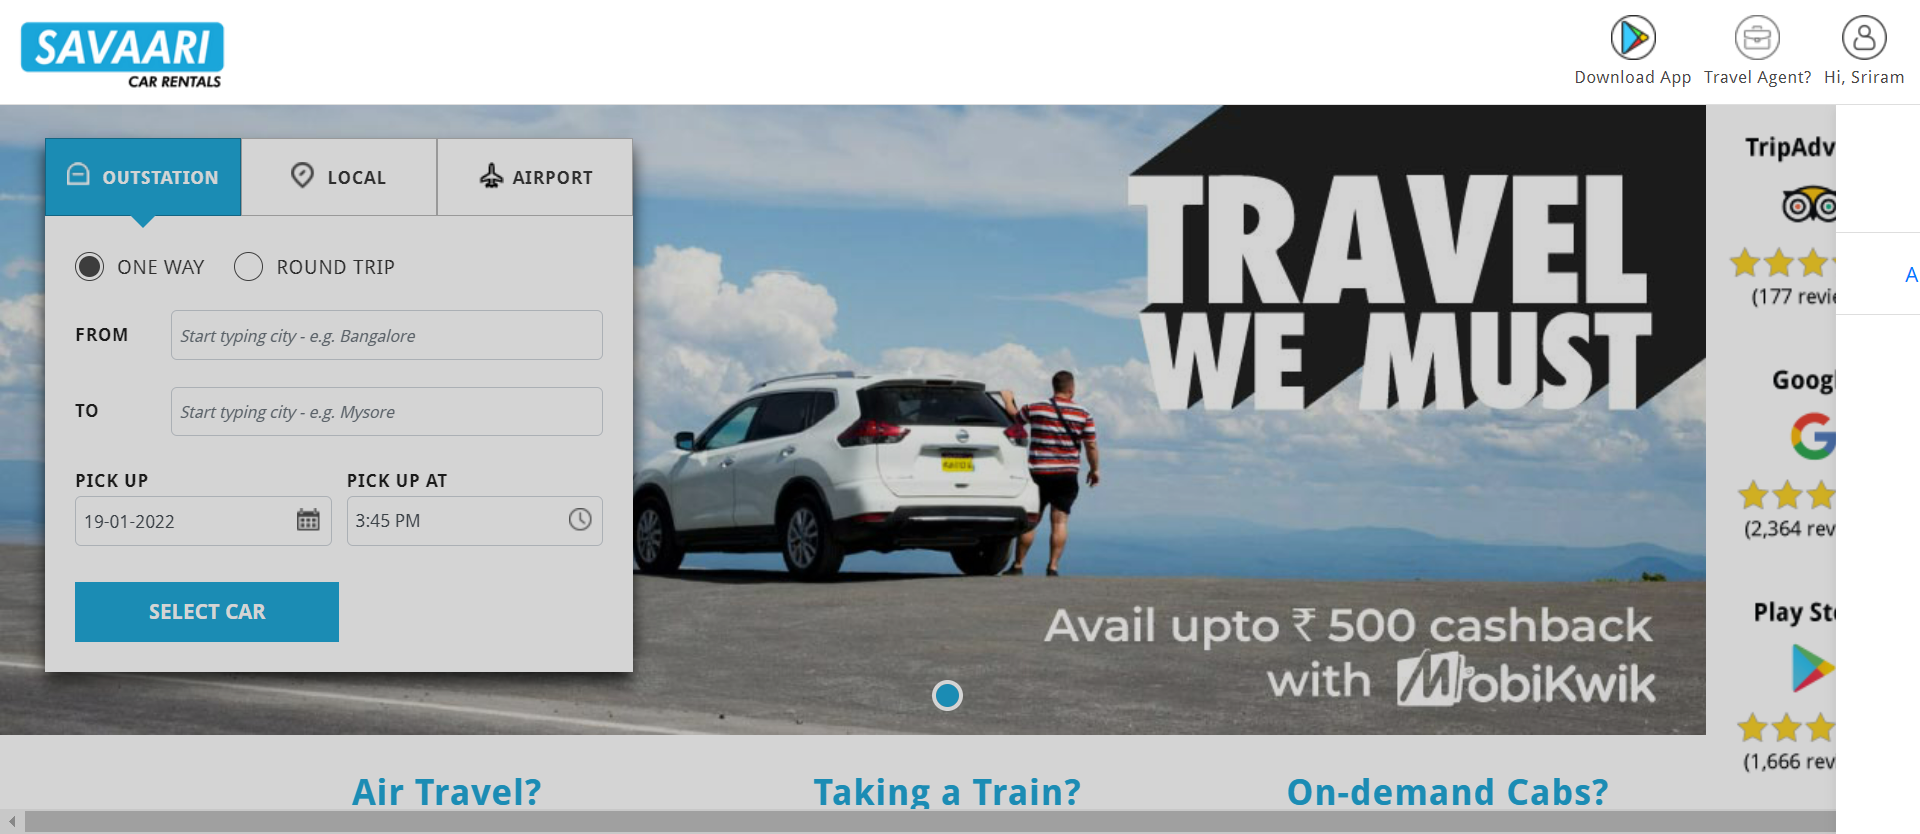 SAVAARI
CAR RENTALS
Download App
Travel Agent?
Hi, Sriram
OUTSTATION
LOCAL
AIRPORT
ONE WAY
ROUND TRIP
FROM
Start typing city - e.g. Bangalore
TO
Start typing city - e.g. Mysore
PICK UP
PICK UP AT
19-01-2022
3:45 PM
SELECT CAR
TRAVEL
WE MUST
Avail upto ₹ 500 cashback
with MobiKwik
TripAdv
(177 revie
Googl
(2,364 rev
Play Sto
(1,666 rev
A
Air Travel?
Taking a Train?
On-demand Cabs?